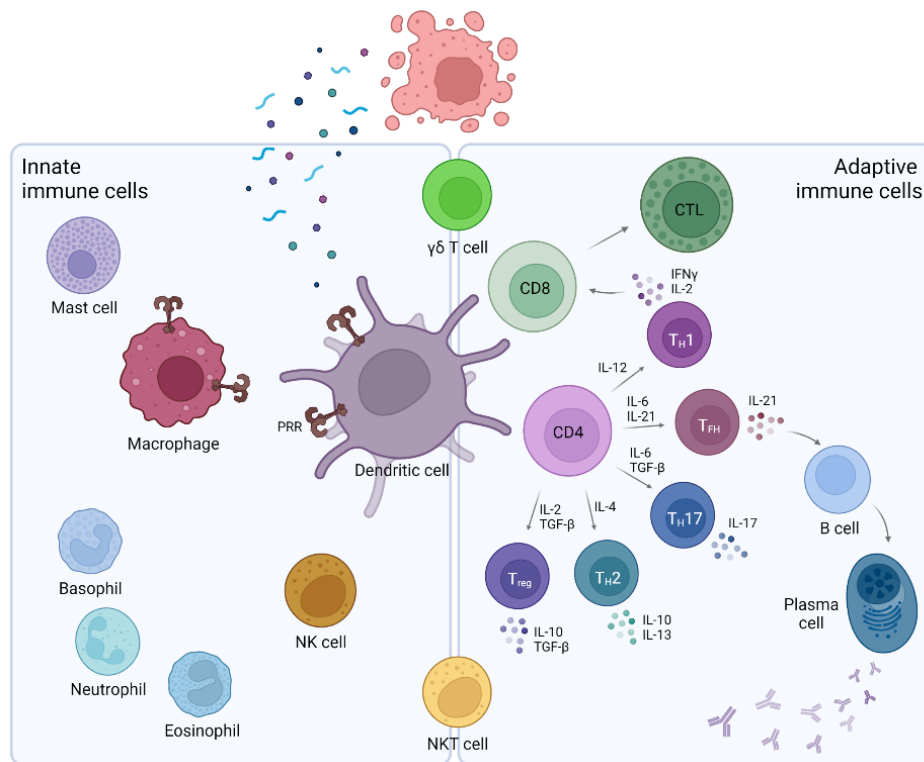 Innate
immune cells
Adaptive
immune cells
Mast cell
Macrophage
PRR
Dendritic cell
Basophil
Neutrophil
Eosinophil
NK cell
γδ T cell
NKT cell
CTL
CD8
IFNγ
IL-2
TH1
IL-12
IL-6
IL-21
CD4
TFH
IL-21
IL-6
TGF-β
TH17
IL-17
IL-2
TGF-β
IL-4
Treg
TH2
IL-10
TGF-β
IL-10
IL-13
B cell
Plasma
cell